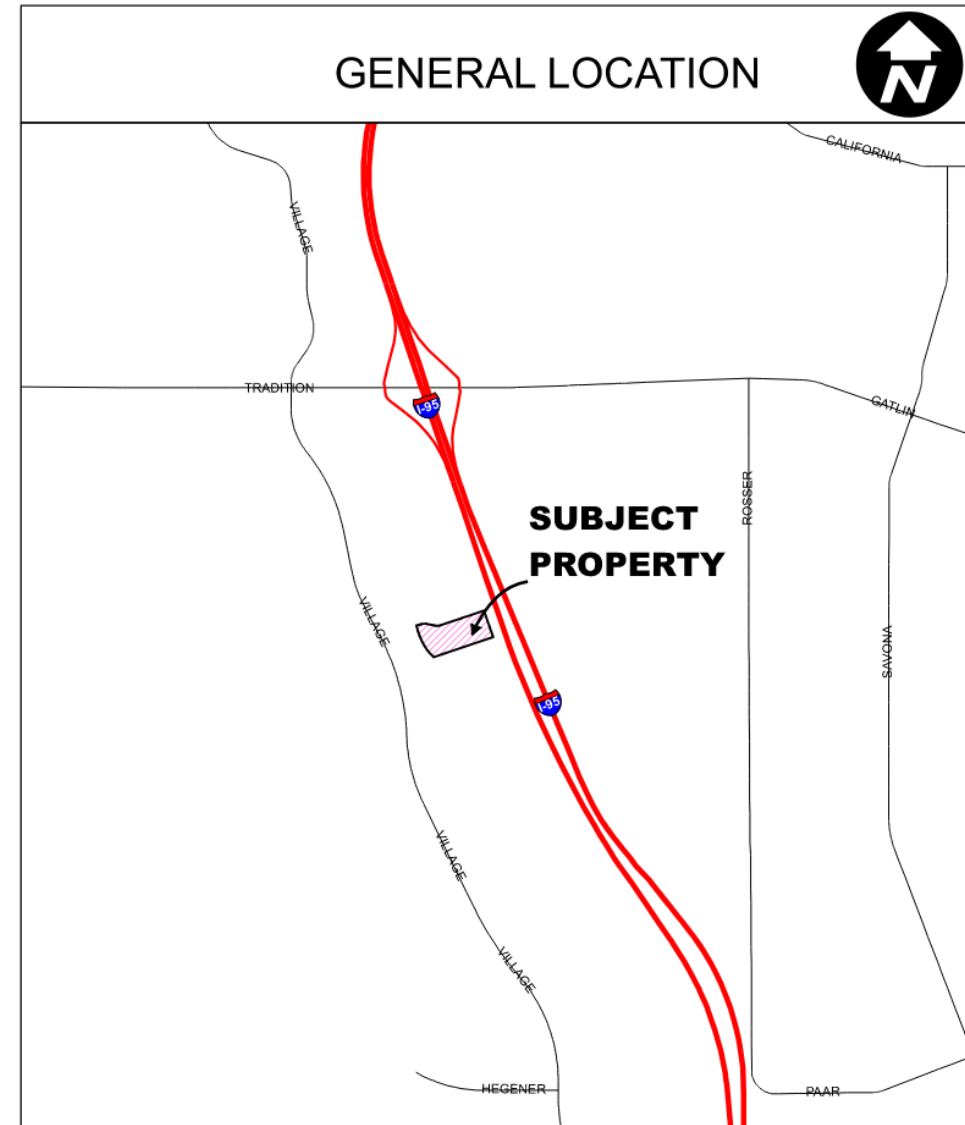 GENERAL LOCATION
N
CALIFORNIA
VILLAGE
TRADITION
I-95
GATLIN
ROSSER
SUBJECT
PROPERTY
VILLAGE
SAVONA
I-95
VILLAGE
VILLAGE
HEGENER
PAAR